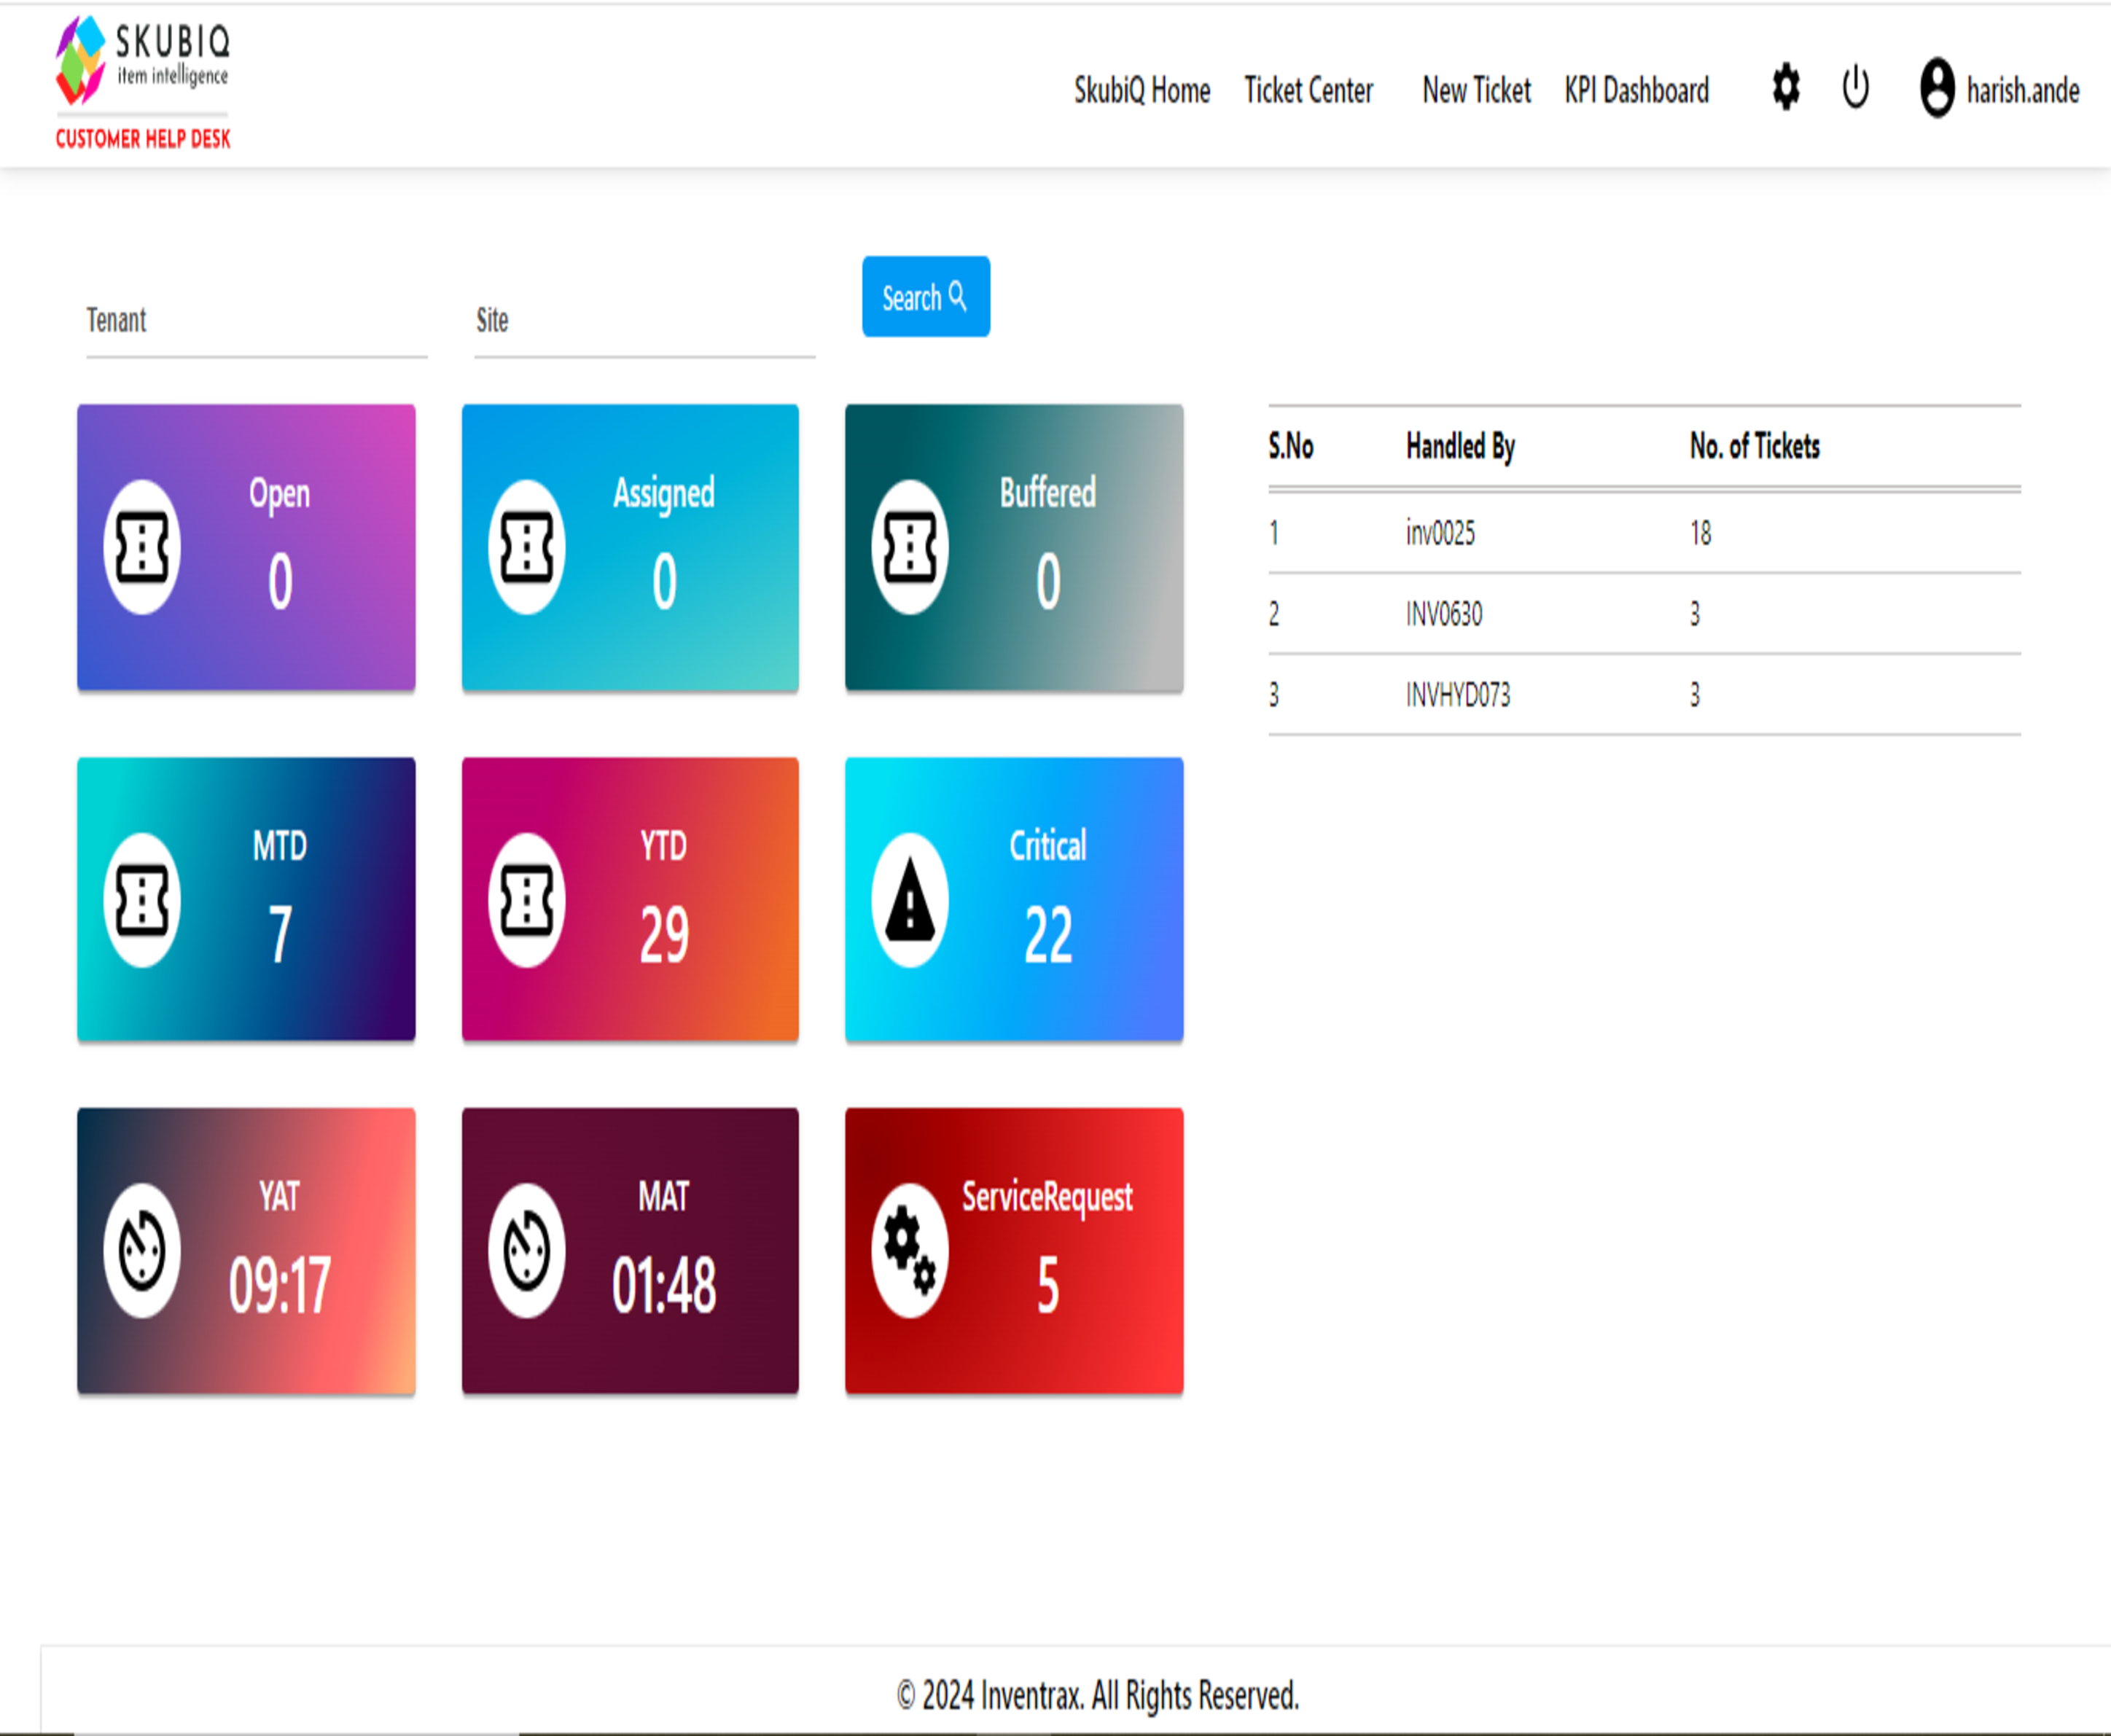 SKUBIQ
item intelligence
CUSTOMER HELP DESK
SkubiQ Home Ticket Center New Ticket KPI Dashboard harish.ande
Tenant Site Search
Open Assigned Buffered
0 0 0
MTD YTD Critical
7 29 22
YAT MAT ServiceRequest
09:17 01:48 5
S.No Handled By No. of Tickets
1 inv0025 18
2 INV0630 3
3 INVHYD073 3
© 2024 Inventrax. All Rights Reserved.